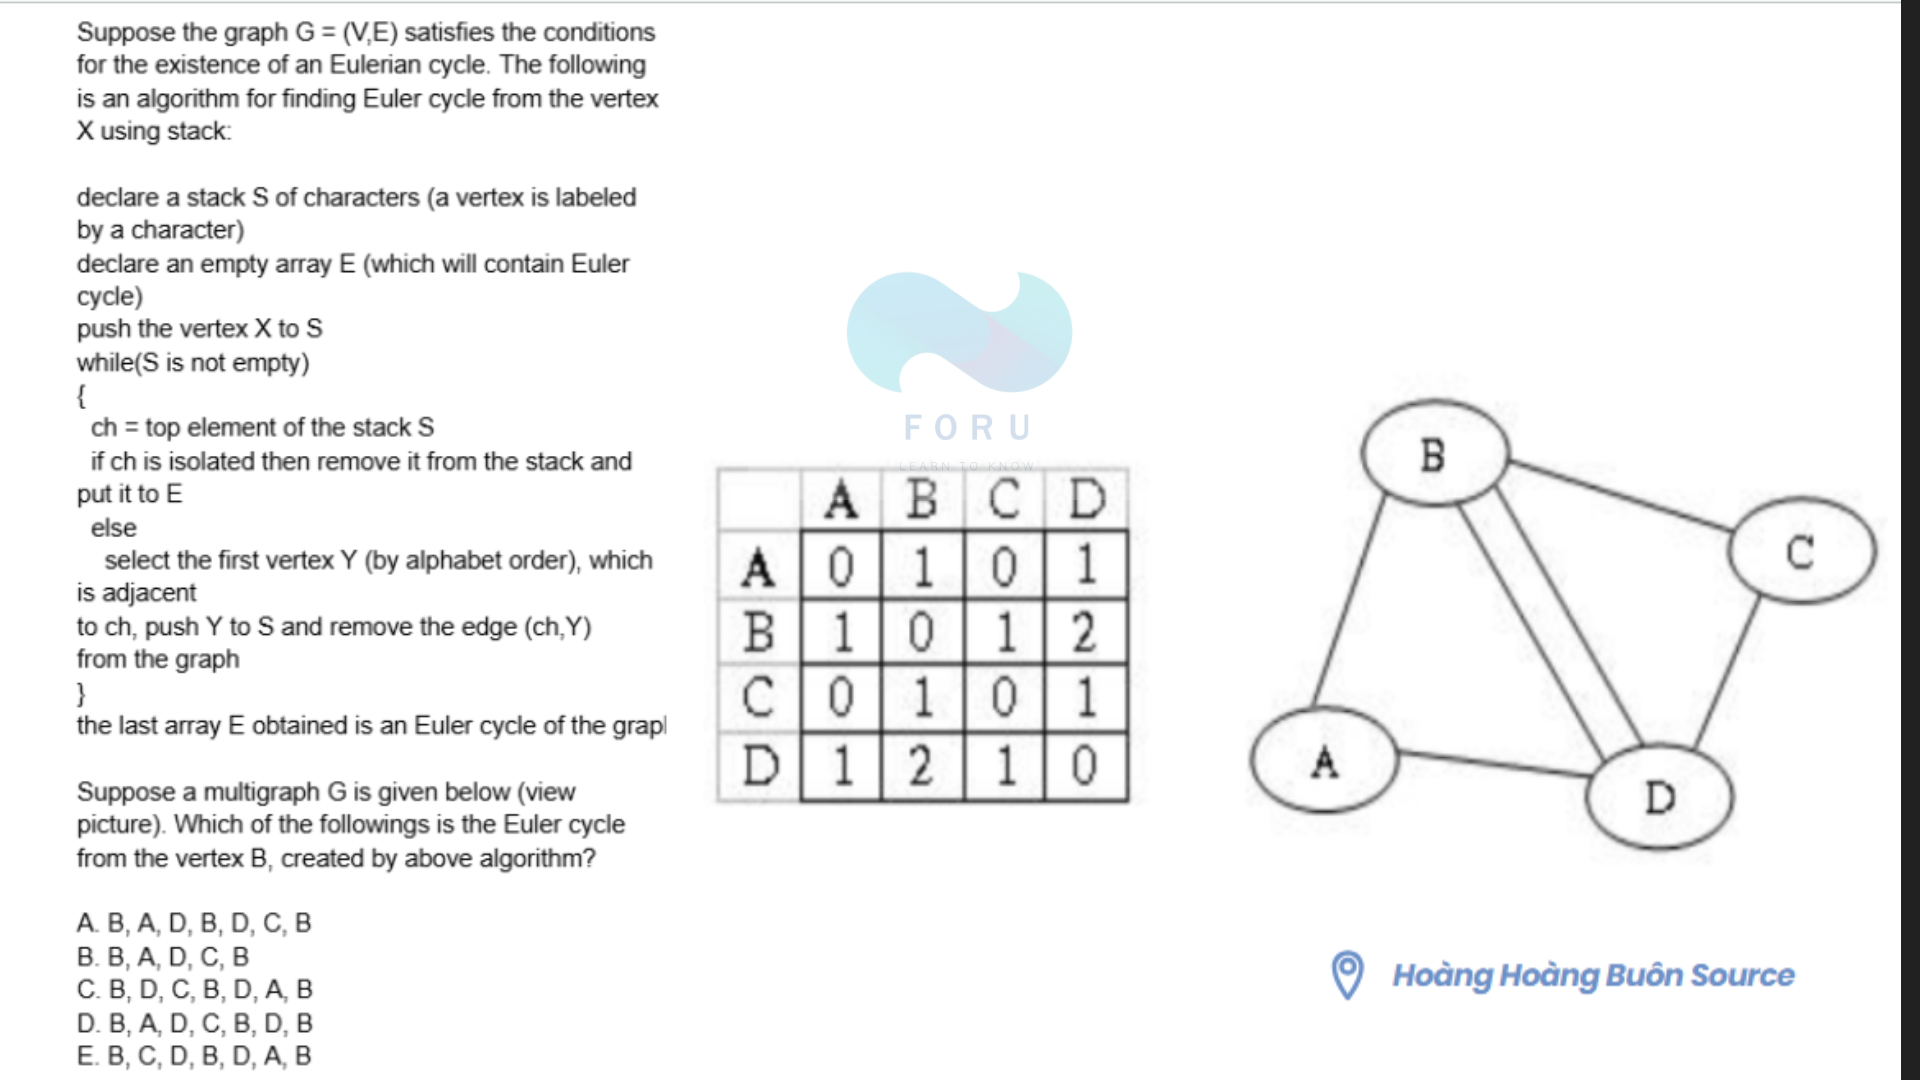 Suppose the graph G = (V,E) satisfies the conditions
for the existence of an Eulerian cycle. The following
is an algorithm for finding Euler cycle from the vertex
X using stack:
declare a stack S of characters (a vertex is labeled
by a character)
declare an empty array E (which will contain Euler
cycle)
push the vertex X to S
while(S is not empty)
{
ch = top element of the stack S
if ch is isolated then remove it from the stack and
put it to E
else
select the first vertex Y (by alphabet order), which
is adjacent
to ch, push Y to S and remove the edge (ch,Y)
from the graph
}
the last array E obtained is an Euler cycle of the grapl
Suppose a multigraph G is given below (view
picture). Which of the followings is the Euler cycle
from the vertex B, created by above algorithm?
A. B, A, D, B, D, C, B
B. B, A, D, C, B
C. B, D, C, B, D, A, B
D. B, A, D, C, B, D, B
E. B, C, D, B, D, A, B
FORU
LEARN TO KNOW
A B C D
A 0 1 0 1
B 1 0 1 2
C 0 1 0 1
D 1 2 1 0
B
C
A
D
Hoàng Hoàng Buôn Source